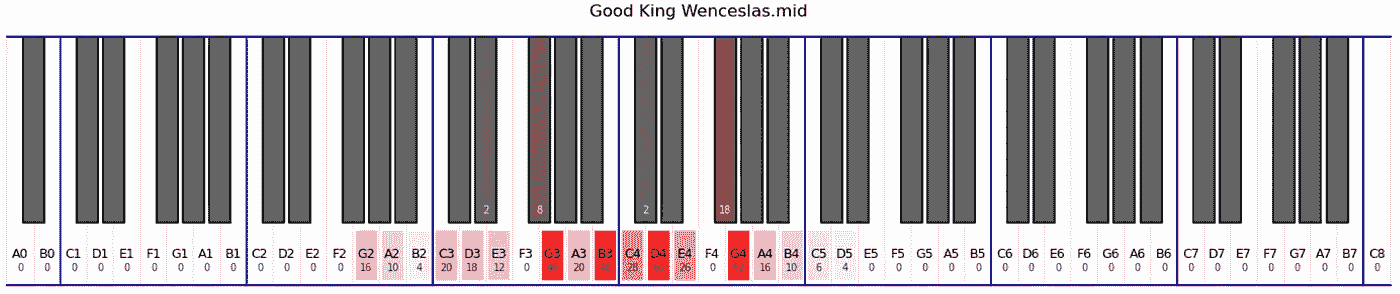 Good King Wenceslas.mid
2 8 2 18
A0 B0 C1 D1 E1 F1 G1 A1 B1 C2 D2 E2 F2 G2 A2 B2 C3 D3 E3 F3 G3 A3 B3 C4 D4 E4 F4 G4 A4 B4 C5 D5 E5 F5 G5 A5 B5 C6 D6 E6 F6 G6 A6 B6 C7 D7 E7 F7 G7 A7 B7 C8
0 0 0 0 0 0 0 0 0 0 0 0 0 16 10 4 20 18 12 0 20 28 26 0 16 10 6 4 0 0 0 0 0 0 0 0 0 0 0 0 0 0 0 0 0 0 0 0